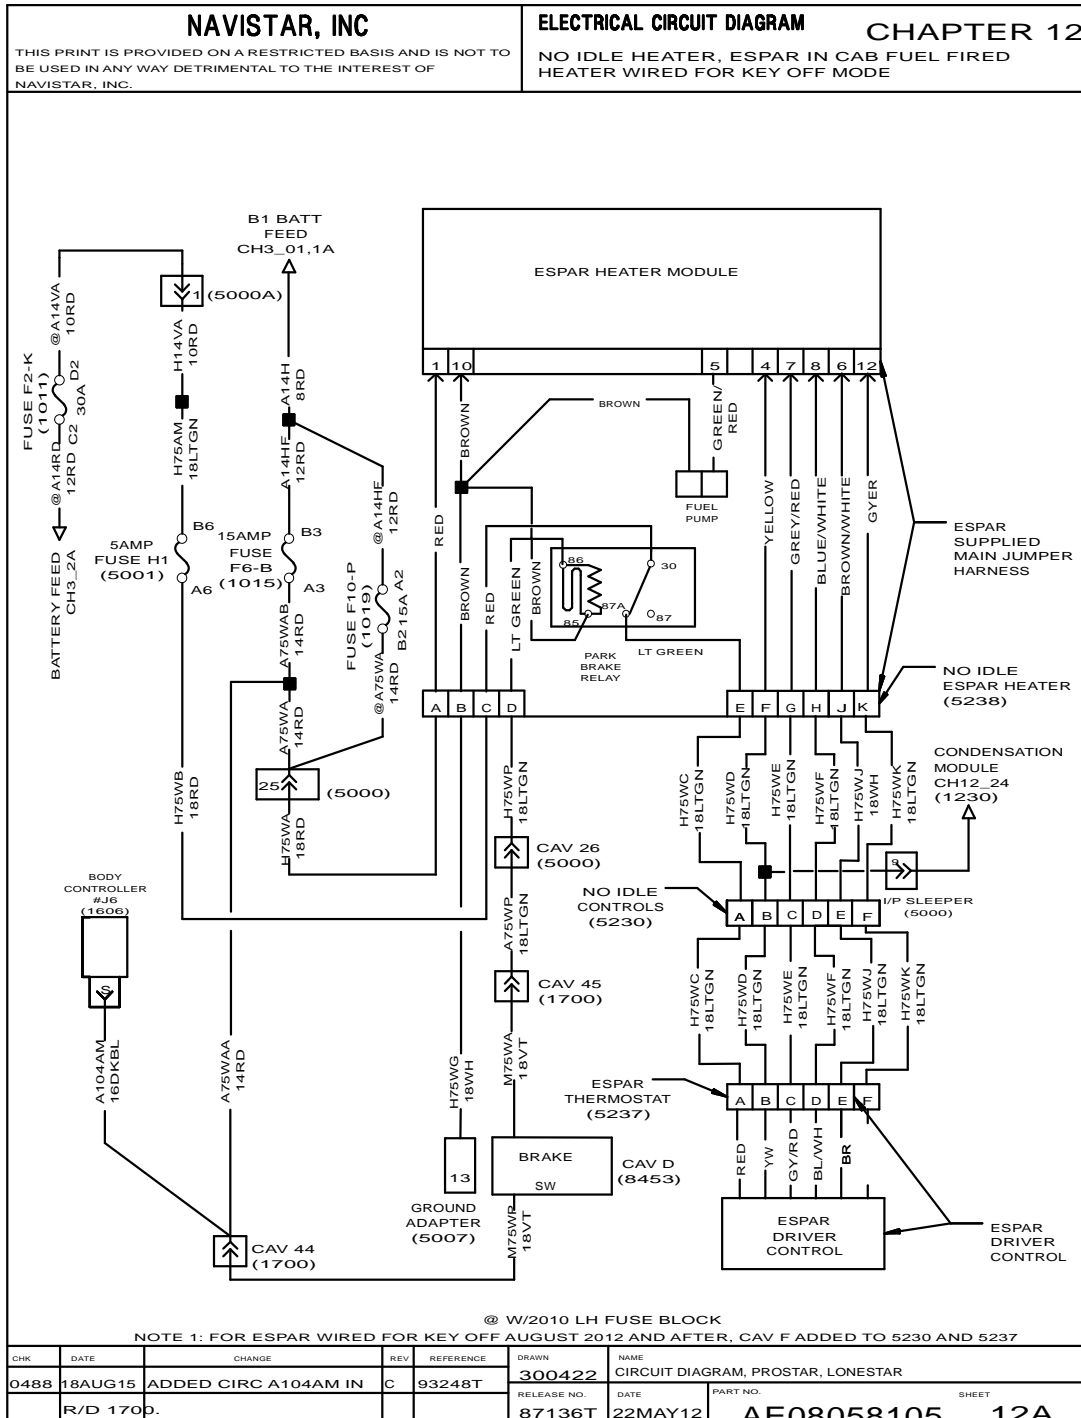 NAVISTAR, INC
THIS PRINT IS PROVIDED ON A RESTRICTED BASIS AND IS NOT TO
BE USED IN ANY WAY DETRIMENTAL TO THE INTEREST OF
NAVISTAR, INC.
ELECTRICAL CIRCUIT DIAGRAM
CHAPTER 12
NO IDLE HEATER, ESPAR IN CAB FUEL FIRED
HEATER WIRED FOR KEY OFF MODE
B1 BATT
FEED
CH3_01,1A
ESPAR HEATER MODULE
1 10 5 4 7 8 6 12
1 (5000A)
@A14VA
10RD
H14VA
10RD
A14H
8RD
FUSE F2-K
(1011)
30A D2
C2
@A14RD
12RD
BATTERY FEED
CH3_2A
H75AM
18LTGN
A14HF
12RD
@A14HF
12RD
B6
5AMP
FUSE H1
(5001)
A6
15AMP
FUSE
F6-B
(1015)
B3
A3
FUSE F10-P
(1019)
A2
15A
B2
A75WAB
14RD
@A75WA
14RD
A75WA
14RD
25 (5000)
H75WA
18RD
H75WB
18RD
RED
BROWN
BROWN
BROWN
RED
LT GREEN
BROWN
GREEN/
RED
FUEL
PUMP
86
30
87A
85
87
PARK
BRAKE
RELAY
LT GREEN
YELLOW
GREY/RED
BLUE/WHITE
BROWN/WHITE
GYER
ESPAR
SUPPLIED
MAIN JUMPER
HARNESS
NO IDLE
ESPAR HEATER
(5238)
A B C D E F G H J K
H75WP
18LTGN
CAV 26
(5000)
A75WP
18LTGN
CAV 45
(1700)
M75WA
18VT
H75WC
18LTGN
H75WD
18LTGN
H75WE
18LTGN
H75WF
18LTGN
H75WJ
18WH
H75WK
18LTGN
CONDENSATION
MODULE
CH12_24
(1230)
9
I/P SLEEPER
(5000)
NO IDLE
CONTROLS
(5230)
A B C D E F
BODY
CONTROLLER
#J6
(1606)
S
A104AM
16DKBL
A75WAA
14RD
H75WG
18WH
H75WC
18LTGN
H75WD
18LTGN
H75WE
18LTGN
H75WF
18LTGN
H75WJ
18LTGN
H75WK
18LTGN
ESPAR
THERMOSTAT
(5237)
A B C D E F
RED
YW
GY/RD
BL/WH
BR
13
GROUND
ADAPTER
(5007)
BRAKE
SW
CAV D
(8453)
M75WP
18VT
CAV 44
(1700)
ESPAR
DRIVER
CONTROL
ESPAR
DRIVER
CONTROL
@ W/2010 LH FUSE BLOCK
NOTE 1: FOR ESPAR WIRED FOR KEY OFF AUGUST 2012 AND AFTER, CAV F ADDED TO 5230 AND 5237
CHK DATE CHANGE REV REFERENCE
0488 18AUG15 ADDED CIRC A104AM IN C 93248T
R/D 1700.
DRAWN
300422
NAME
CIRCUIT DIAGRAM, PROSTAR, LONESTAR
RELEASE NO.
87136T
DATE
22MAY12
PART NO.
AE08058105
SHEET
12A